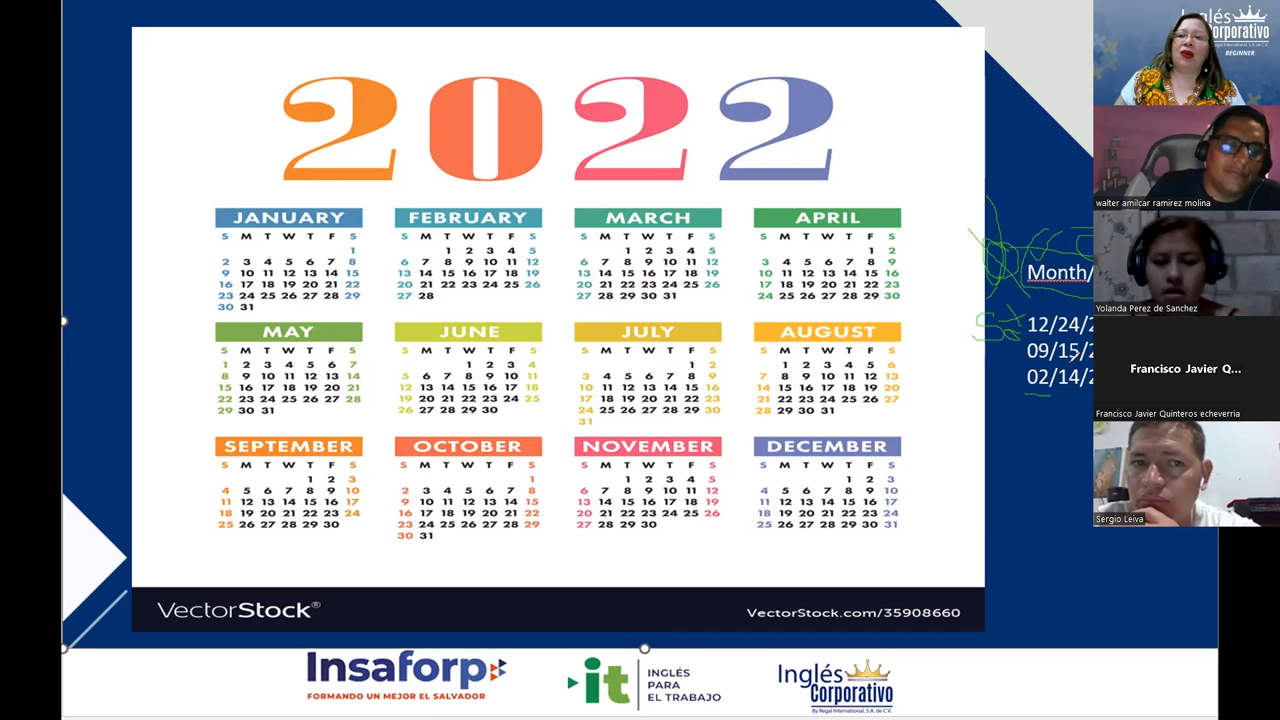 2022
JANUARY FEBRUARY MARCH APRIL
S M T W T F S S M T W T F S S M T W T F S S M T W T F S
1 1 2 3 4 5 1 2 3 4 5 1 2
2 3 4 5 6 7 8 6 7 8 9 10 11 12 6 7 8 9 10 11 12 3 4 5 6 7 8 9
9 10 11 12 13 14 15 13 14 15 16 17 18 19 13 14 15 16 17 18 19 10 11 12 13 14 15 16
16 17 18 19 20 21 22 20 21 22 23 24 25 26 20 21 22 23 24 25 26 17 18 19 20 21 22 23
23 24 25 26 27 28 29 27 28 27 28 29 30 31 24 25 26 27 28 29 30
30 31
MAY JUNE JULY AUGUST
S M T W T F S S M T W T F S S M T W T F S S M T W T F S
1 2 3 4 5 6 7 1 2 3 4 1 2 1 2 3 4 5 6
8 9 10 11 12 13 14 5 6 7 8 9 10 11 3 4 5 6 7 8 9 7 8 9 10 11 12 13
15 16 17 18 19 20 21 12 13 14 15 16 17 18 10 11 12 13 14 15 16 14 15 16 17 18 19 20
22 23 24 25 26 27 28 19 20 21 22 23 24 25 17 18 19 20 21 22 23 21 22 23 24 25 26 27
29 30 31 26 27 28 29 30 24 25 26 27 28 29 30 28 29 30 31
31
SEPTEMBER OCTOBER NOVEMBER DECEMBER
S M T W T F S S M T W T F S S M T W T F S S M T W T F S
1 2 3 1 1 2 3 4 5 1 2 3
4 5 6 7 8 9 10 2 3 4 5 6 7 8 6 7 8 9 10 11 12 4 5 6 7 8 9 10
11 12 13 14 15 16 17 9 10 11 12 13 14 15 13 14 15 16 17 18 19 11 12 13 14 15 16 17
18 19 20 21 22 23 24 16 17 18 19 20 21 22 20 21 22 23 24 25 26 18 19 20 21 22 23 24
25 26 27 28 29 30 23 24 25 26 27 28 29 27 28 29 30 25 26 27 28 29 30 31
30 31
VectorStock® VectorStock.com/35908660
Month/
12/24/2
09/15/2
02/14/2
Inglés
Corporativo
By Regal International, S.A. de C.V.
BEGINNER
walter amilcar ramirez molina
Yolanda Perez de Sanchez
Francisco Javier Q...
Francisco Javier Quinteros echeverria
Sergio Leiva
Insaforp
FORMANDO UN MEJOR EL SALVADOR
it
INGLÉS
PARA
EL TRABAJO
Inglés
Corporativo
By Regal International, S.A. de C.V.